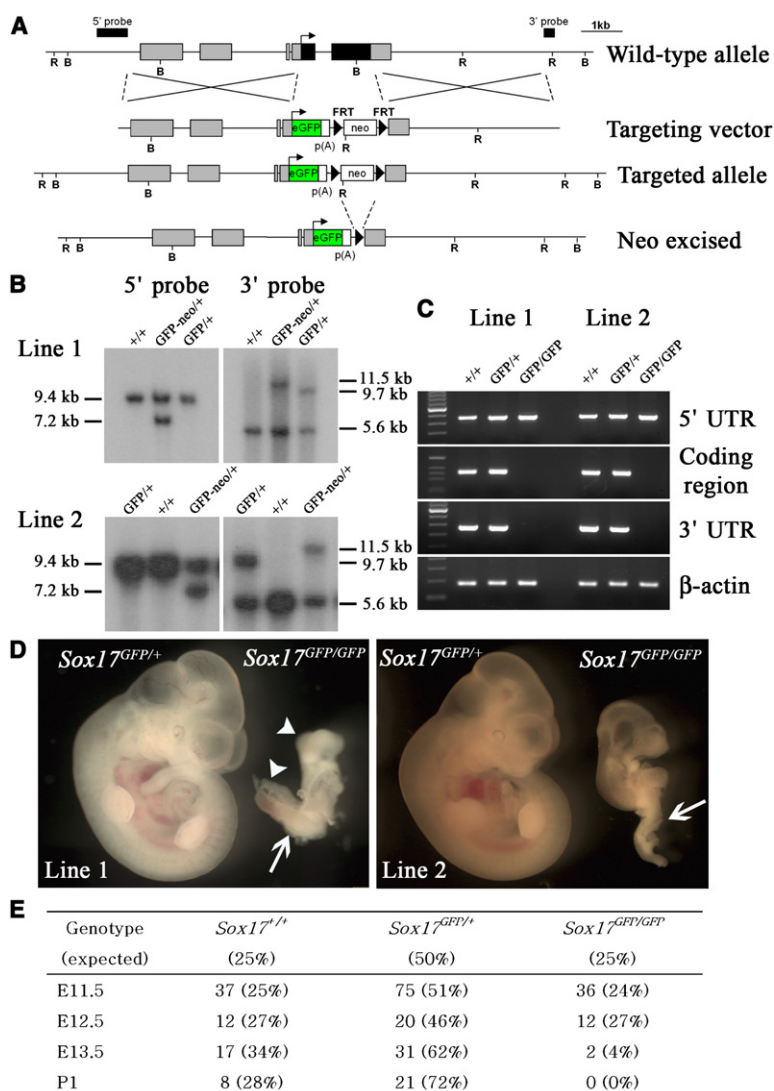 A
5' probe
3' probe
1kb
R B B R R B
Wild-type allele
FRT FRT
eGFP neo
B p(A) R R
Targeting vector
eGFP neo
R B B p(A) R R R B
Targeted allele
eGFP
R B B p(A) R R B
Neo excised
B
5' probe 3' probe
Line 1
+/+ GFP-neo/+ GFP/+
+/+ GFP-neo/+ GFP/+
9.4 kb
7.2 kb
11.5 kb
9.7 kb
5.6 kb
Line 2
GFP/+ +/+ GFP-neo/+
GFP/+ +/+ GFP-neo/+
9.4 kb
7.2 kb
11.5 kb
9.7 kb
5.6 kb
C
Line 1 Line 2
+/+ GFP/+ GFP/GFP +/+ GFP/+ GFP/GFP
5' UTR
Coding
region
3' UTR
β-actin
D
Sox17GFP/+ Sox17GFP/GFP
Line 1
Sox17GFP/+ Sox17GFP/GFP
Line 2
E
Genotype Sox17+/+ Sox17GFP/+ Sox17GFP/GFP
(expected) (25%) (50%) (25%)
E11.5 37 (25%) 75 (51%) 36 (24%)
E12.5 12 (27%) 20 (46%) 12 (27%)
E13.5 17 (34%) 31 (62%) 2 (4%)
P1 8 (28%) 21 (72%) 0 (0%)